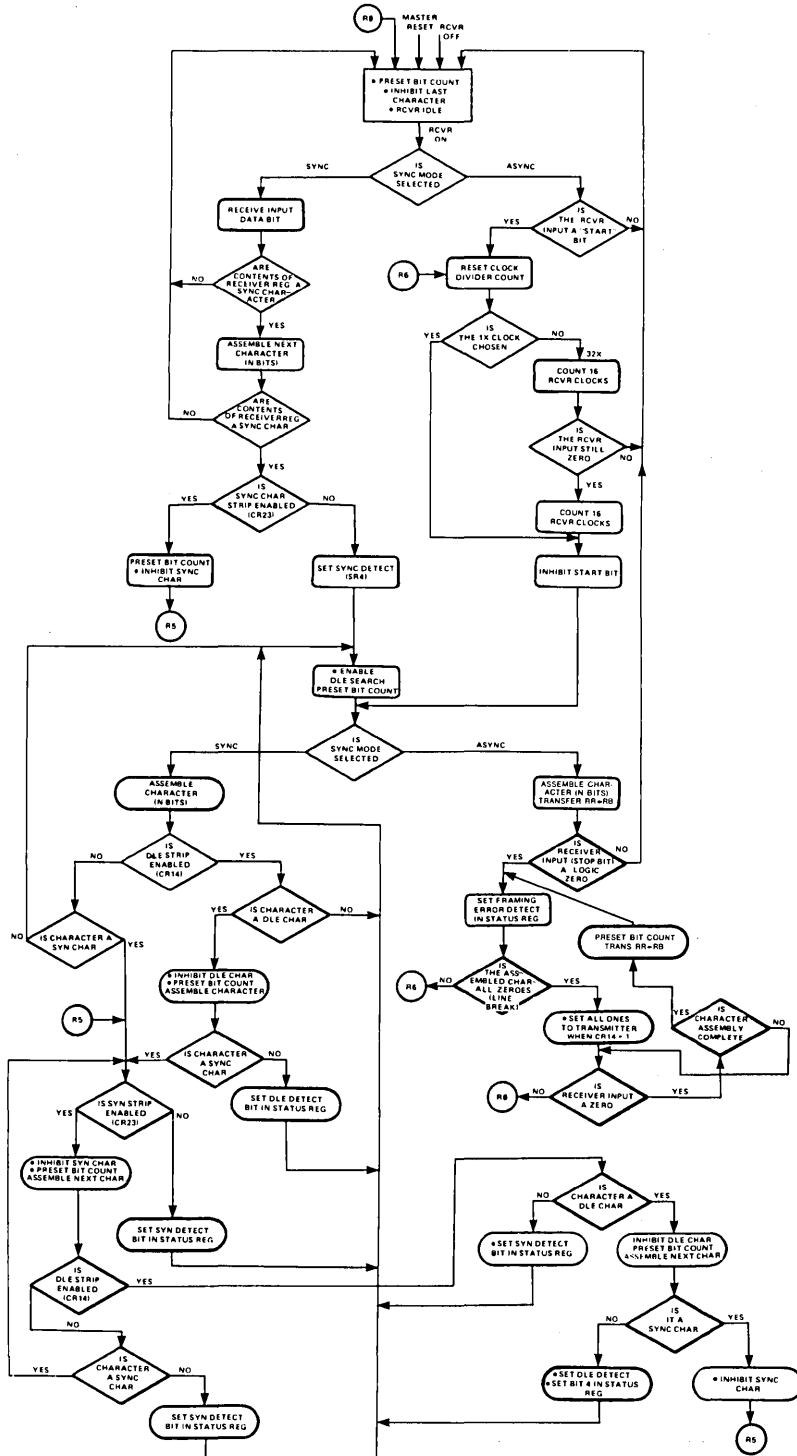 R8
MASTER
RESET
RCVR
OFF
• PRESET BIT COUNT
• INHIBIT LAST
CHARACTER
• RCVR IDLE
RCVR
ON
IS
SYNC MODE
SELECTED
SYNC
ASYNC
RECEIVE INPUT
DATA BIT
IS
THE RCVR
INPUT A "START"
BIT
YES
NO
R6
RESET CLOCK
DIVIDER COUNT
ARE
CONTENTS OF
RECEIVER REG A
SYNC CHAR-
ACTER
NO
YES
IS
THE 1X CLOCK
CHOSEN
YES
NO
32X
ASSEMBLE NEXT
CHARACTER
(N BITS)
COUNT 16
RCVR CLOCKS
ARE
CONTENTS
OF RECEIVER REG
A SYNC CHAR
NO
YES
IS
THE RCVR
INPUT STILL
ZERO
NO
YES
IS
SYNC CHAR
STRIP ENABLED
(CR23)
YES
NO
COUNT 16
RCVR CLOCKS
PRESET BIT COUNT
• INHIBIT SYNC
CHAR
SET SYNC DETECT
(SR4)
INHIBIT START BIT
R5
• ENABLE
DLE SEARCH
PRESET BIT COUNT
IS
SYNC MODE
SELECTED
SYNC
ASYNC
ASSEMBLE
CHARACTER
(N BITS)
ASSEMBLE CHAR-
ACTER (N BITS)
TRANSFER RR=RB
IS
DLE STRIP
ENABLED
(CR14)
NO
YES
IS
RECEIVER
INPUT (STOP BIT)
A LOGIC
ZERO
YES
NO
IS CHARACTER A
SYN CHAR
NO
YES
IS CHARACTER
A DLE CHAR
YES
NO
SET FRAMING
ERROR DETECT
IN STATUS REG
PRESET BIT COUNT
TRANS RR=RB
• INHIBIT DLE CHAR
• PRESET BIT COUNT
ASSEMBLE CHARACTER
IS
THE ASS-
EMBLED CHAR-
ALL ZEROES
(LINE
BREAK)
NO
YES
R6
IS
CHARACTER
ASSEMBLY
COMPLETE
YES
NO
R5
IS CHARACTER
A SYNC
CHAR
YES
NO
• SET ALL ONES
TO TRANSMITTER
WHEN CR14 = 1
IS SYN STRIP
ENABLED
(CR23)
YES
NO
SET DLE DETECT
BIT IN STATUS REG
IS
RECEIVER INPUT
A ZERO
NO
YES
R8
• INHIBIT SYN CHAR
• PRESET BIT COUNT
ASSEMBLE NEXT CHAR
• SET SYN DETECT
BIT IN STATUS REG
IS
CHARACTER A
DLE CHAR
NO
YES
• SET SYN DETECT
BIT IN STATUS REG
INHIBIT DLE CHAR
PRESET BIT COUNT
ASSEMBLE NEXT CHAR
IS
DLE STRIP
ENABLED
(CR14)
YES
NO
IS
IT A
SYNC CHAR
NO
YES
IS
CHARACTER
A SYNC
CHAR
YES
NO
• SET DLE DETECT
• SET BIT 4 IN STATUS
REG
• INHIBIT SYNC
CHAR
SET SYN DETECT
BIT IN STATUS REG
R5